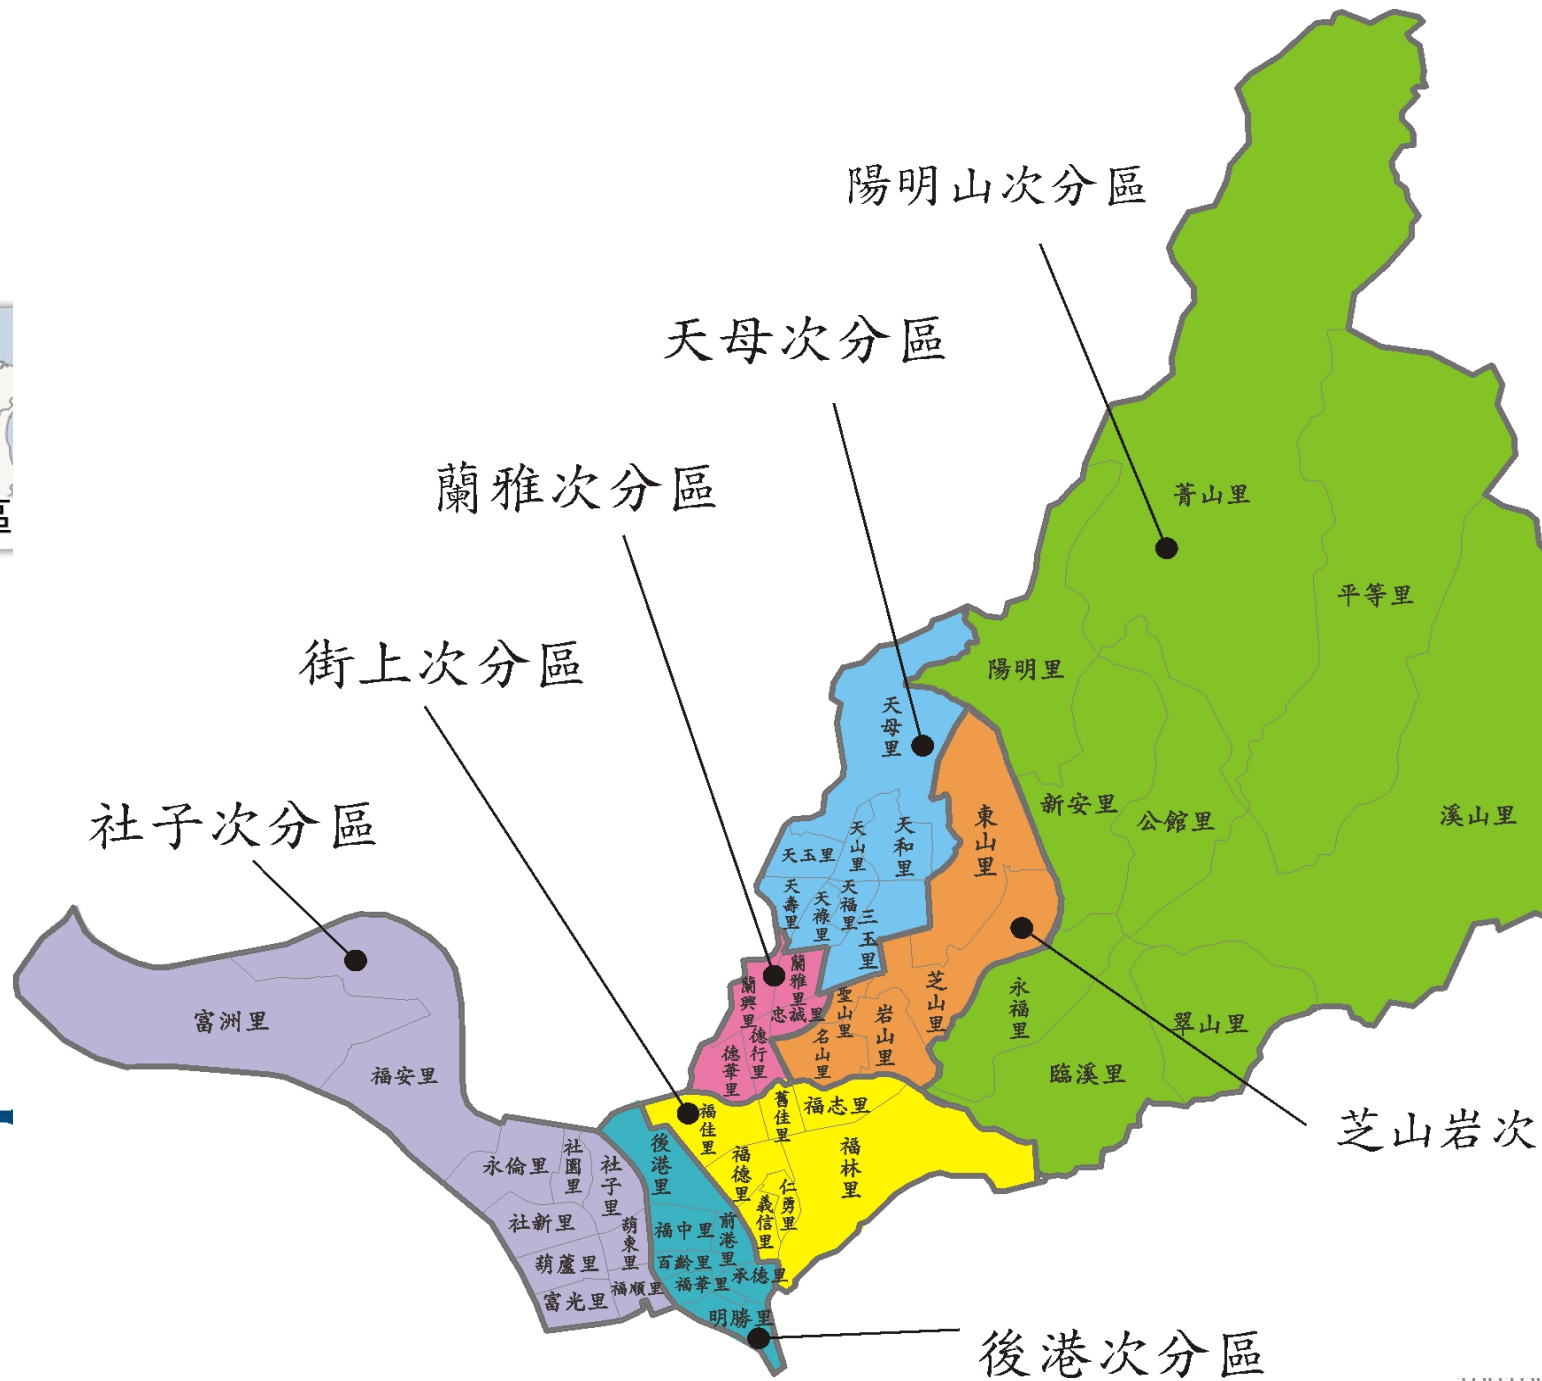 陽明山次分區
天母次分區
蘭雅次分區
街上次分區
社子次分區
芝山岩次
後港次分區
區
菁山里
平等里
陽明里
新安里
公館里
溪山里
永福里
翠山里
臨溪里
天母里
天玉里
天山里
天和里
天壽里
天祿里
天福里
三玉里
東山里
芝山里
岩山里
聖山里
名山里
蘭雅里
蘭興里
忠誠里
德行里
德華里
福佳里
舊佳里
福志里
福林里
福德里
仁勇里
義信里
後港里
福中里
前港里
百齡里
福華里
承德里
明勝里
富洲里
福安里
永倫里
社園里
社子里
社新里
葫東里
葫蘆里
福順里
富光里